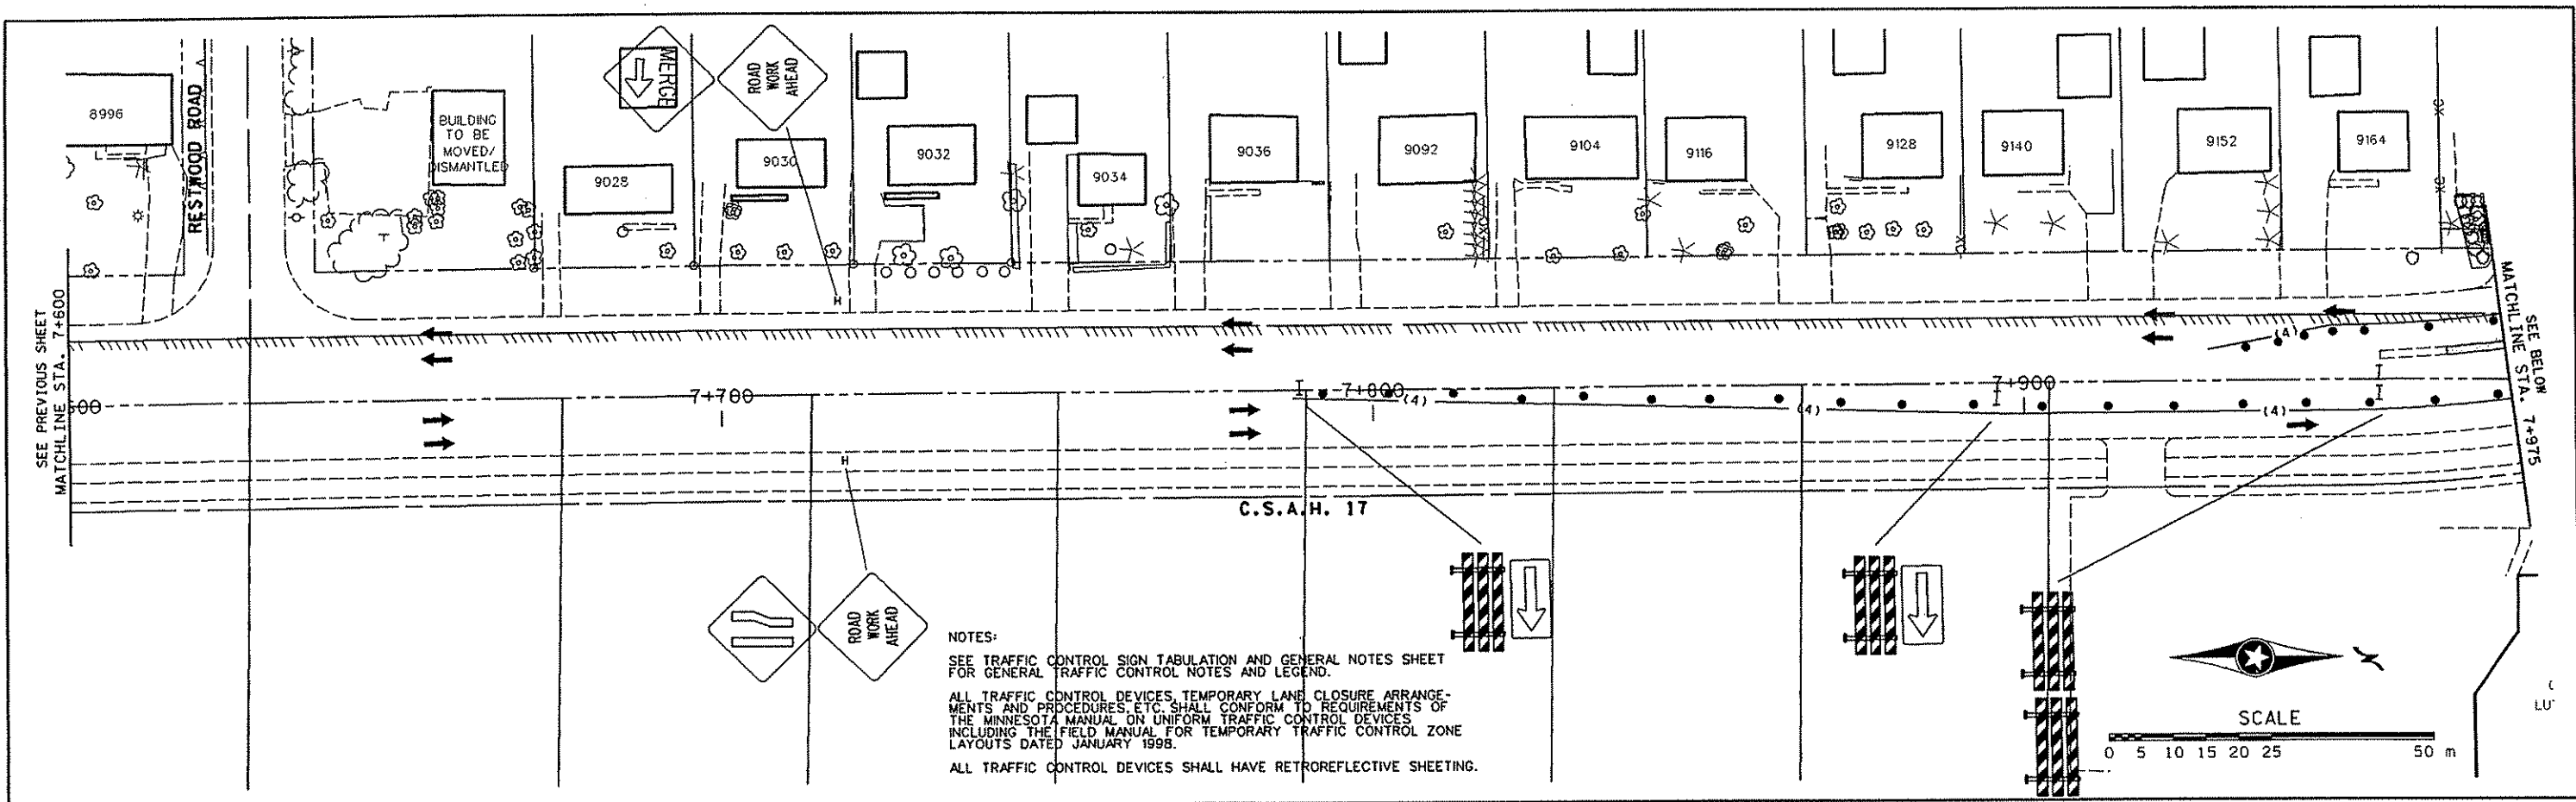 8996
RESTWOOD ROAD
BUILDING
TO BE
MOVED/
DISMANTLED
MERGE
ROAD
WORK
AHEAD
9028
9030
9032
9034
9036
9092
9104
9116
9128
9140
9152
9164
T
H
SEE PREVIOUS SHEET
MATCHLINE STA. 7+600
SEE BELOW
MATCHLINE STA. 7+975
600
7+700
7+800
7+900
(4)
(4)
(4)
(4)
H
C.S.A.H. 17
ROAD
WORK
AHEAD
NOTES:
SEE TRAFFIC CONTROL SIGN TABULATION AND GENERAL NOTES SHEET
FOR GENERAL TRAFFIC CONTROL NOTES AND LEGEND.
ALL TRAFFIC CONTROL DEVICES, TEMPORARY LANE CLOSURE ARRANGE-
MENTS AND PROCEDURES, ETC. SHALL CONFORM TO REQUIREMENTS OF
THE MINNESOTA MANUAL ON UNIFORM TRAFFIC CONTROL DEVICES
INCLUDING THE FIELD MANUAL FOR TEMPORARY TRAFFIC CONTROL ZONE
LAYOUTS DATED JANUARY 1998.
ALL TRAFFIC CONTROL DEVICES SHALL HAVE RETROREFLECTIVE SHEETING.
N
SCALE
0 5 10 15 20 25 50 m